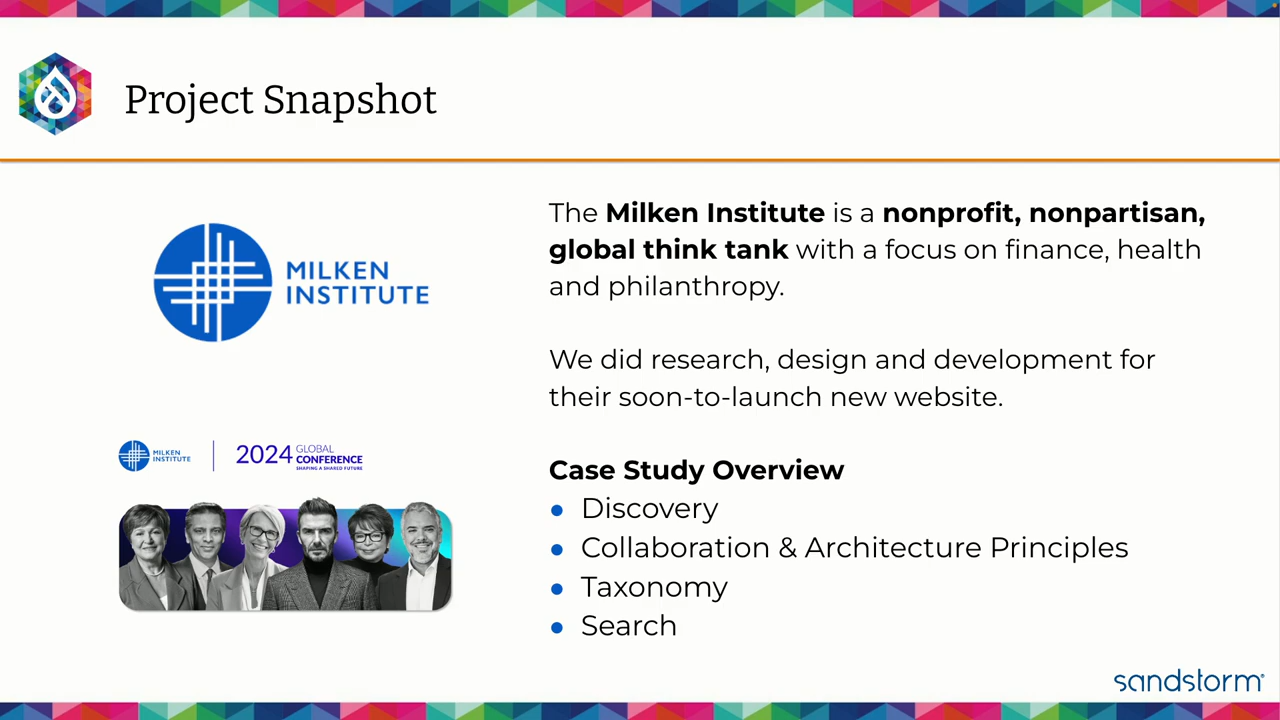 Project Snapshot
MILKEN
INSTITUTE
The Milken Institute is a nonprofit, nonpartisan,
global think tank with a focus on finance, health
and philanthropy.
We did research, design and development for
their soon-to-launch new website.
MILKEN
INSTITUTE
2024 GLOBAL
CONFERENCE
SHAPING A SHARED FUTURE
Case Study Overview
● Discovery
● Collaboration & Architecture Principles
● Taxonomy
● Search
sandstorm®